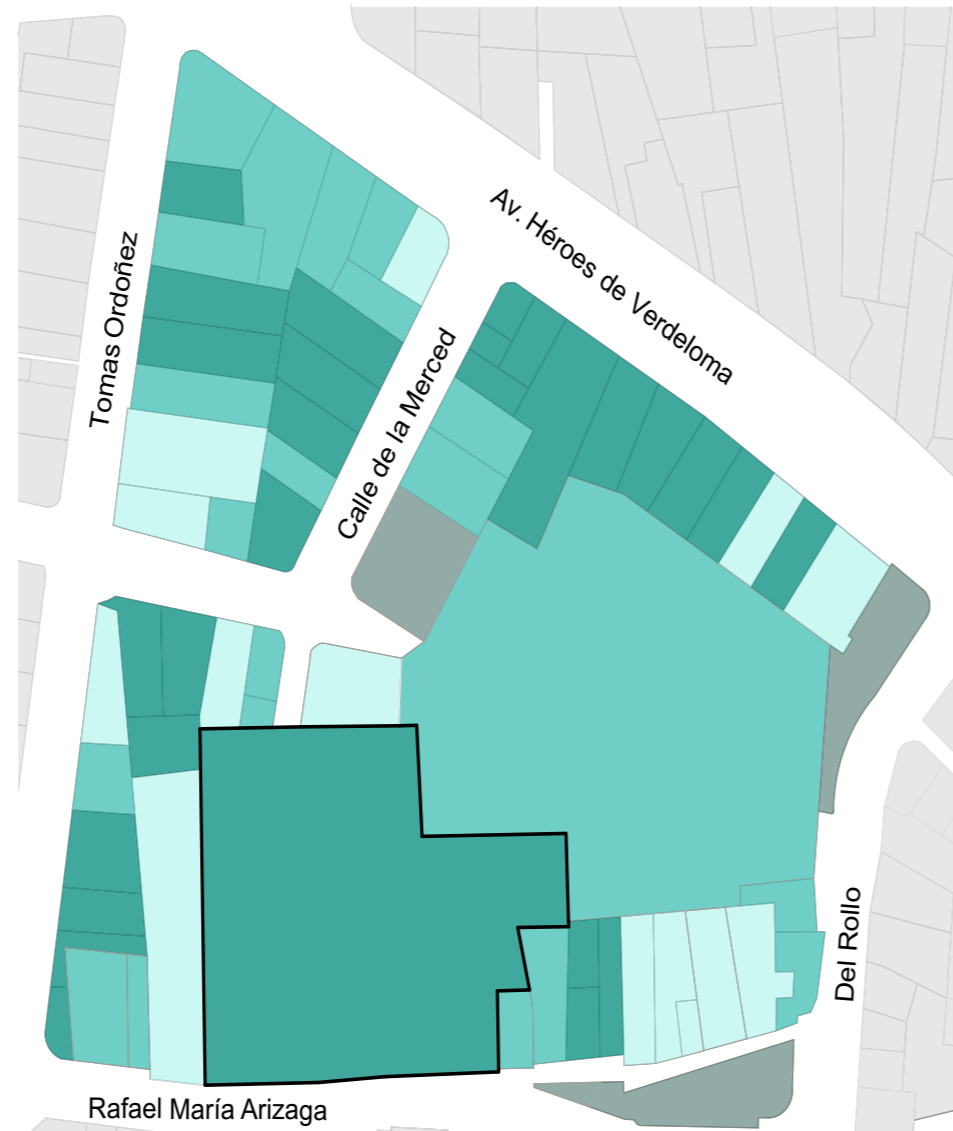 Av. Héroes de Verdeloma
Tomas Ordoñez
Calle de la Merced
Del Rollo
Rafael María Arizaga